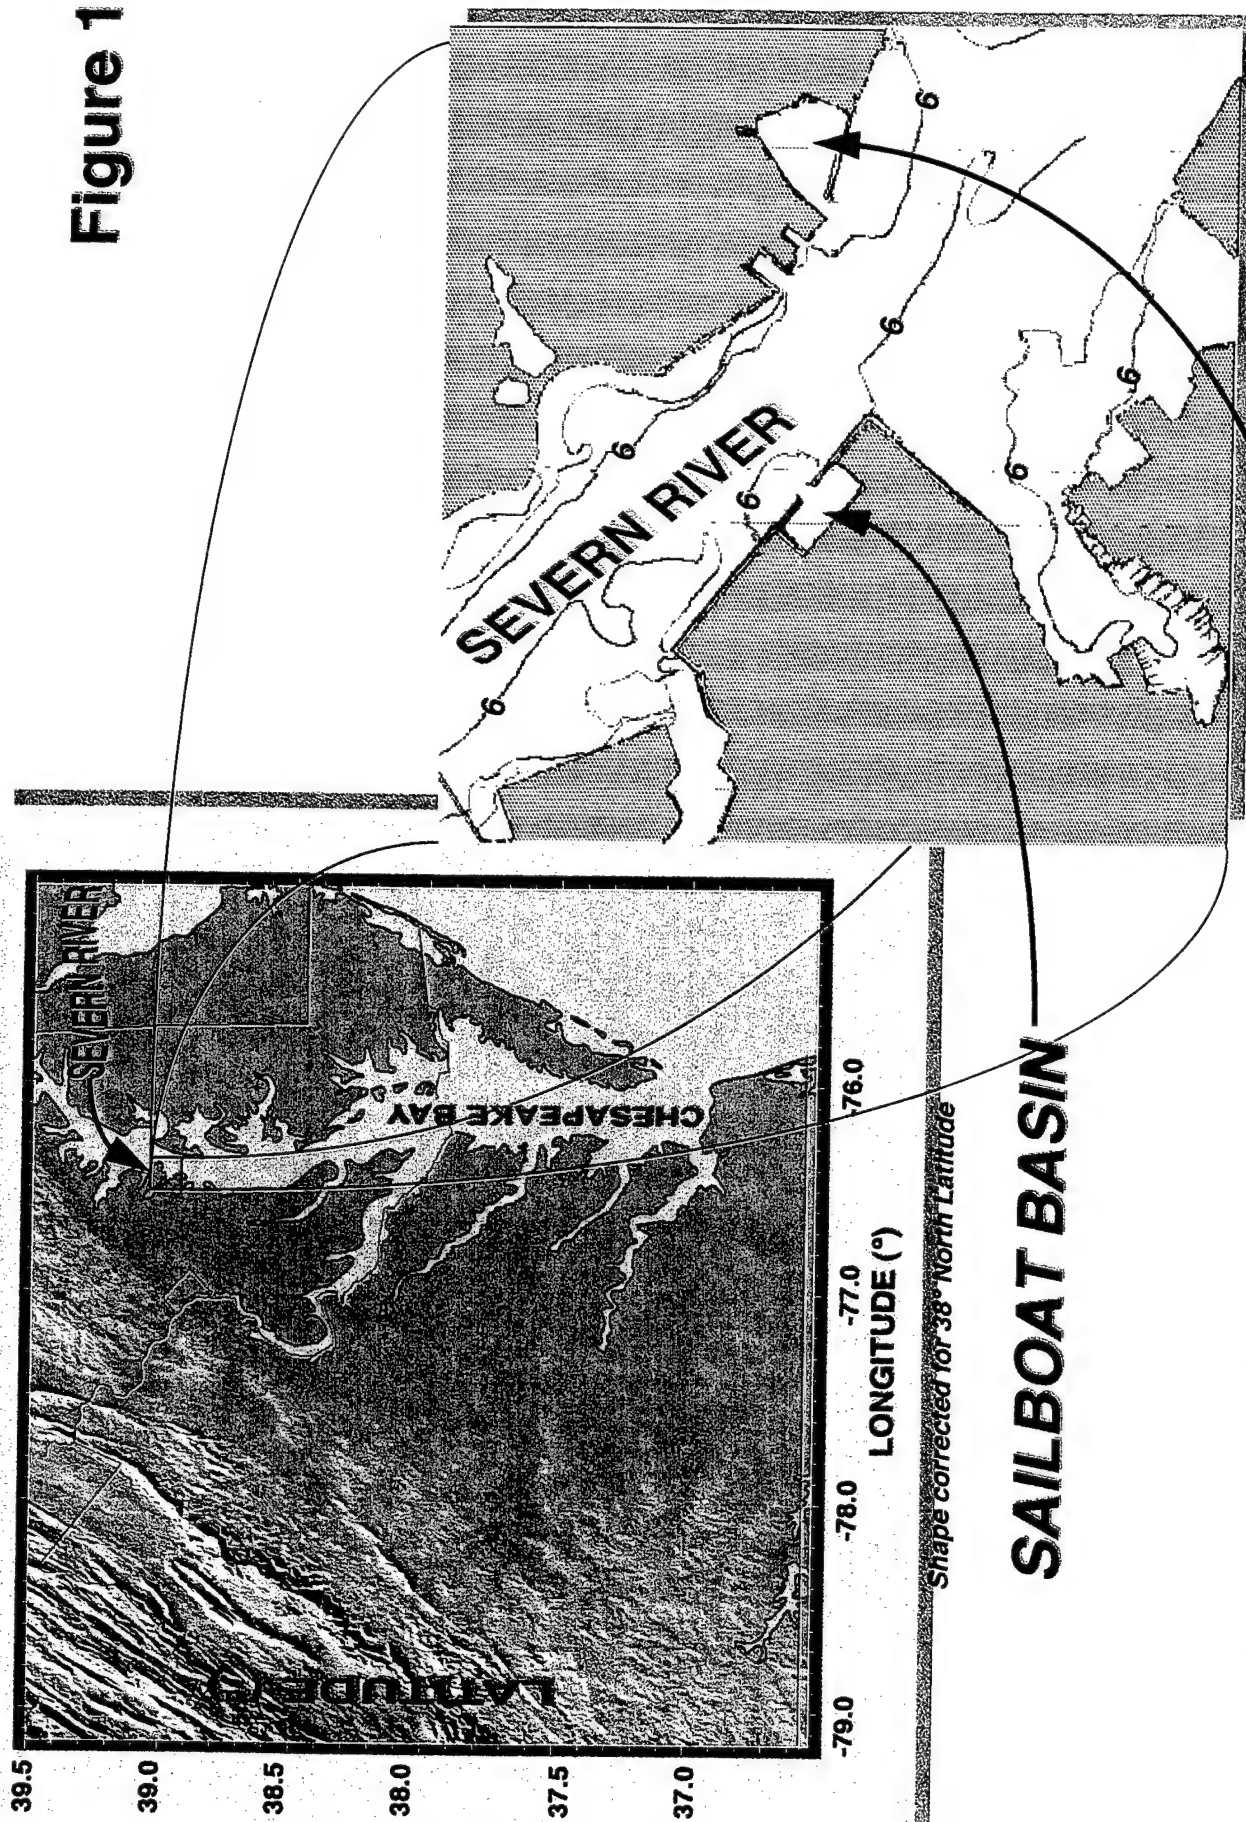 Figure 1
SEVERN RIVER
39.5
39.0
38.5
38.0
37.5
37.0
LATITUDE (°)
CHESAPEAKE BAY
-79.0
-78.0
-77.0
-76.0
LONGITUDE (°)
Shape corrected for 38° North Latitude
SEVERN RIVER
6
6
6
6
6
6
6
SAILBOAT BASIN